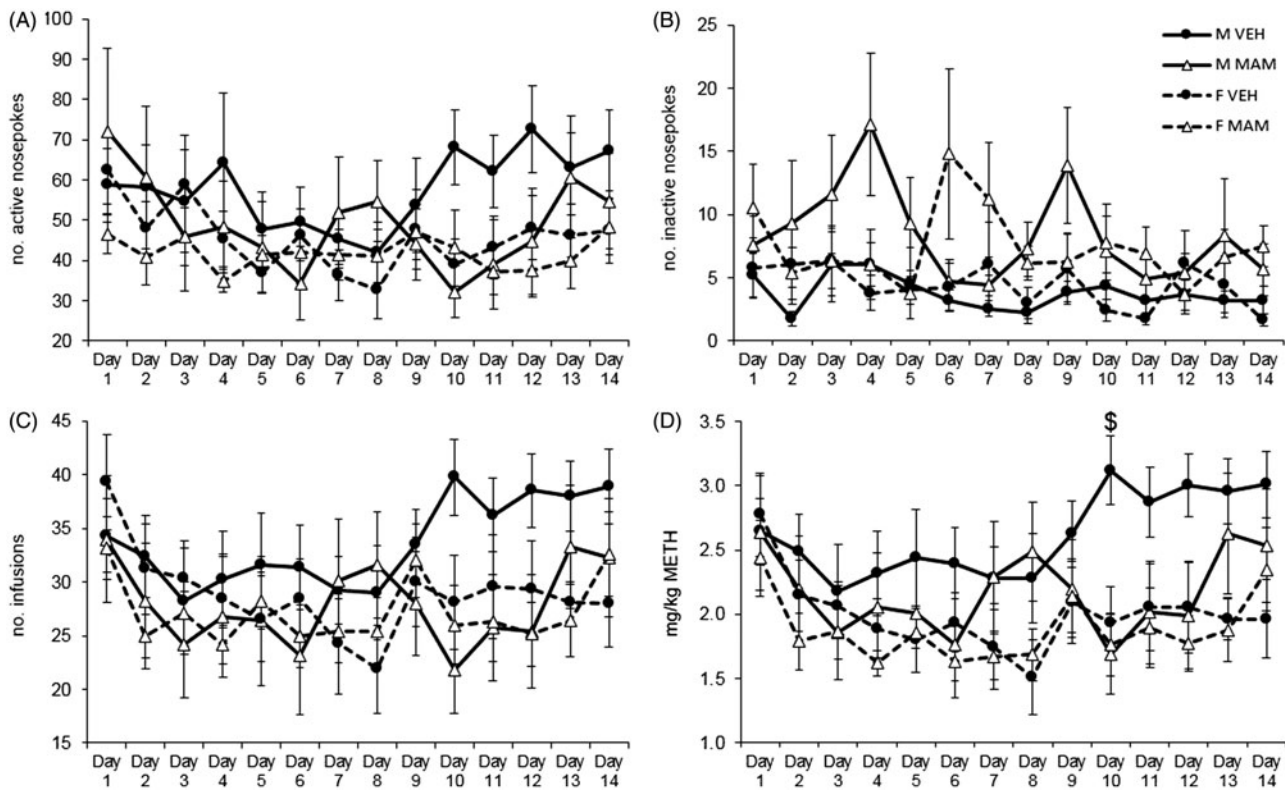 (A)
100
90
80
70
60
50
40
30
20
no. active nosepokes
Day Day Day Day Day Day Day Day Day Day Day Day Day Day
1 2 3 4 5 6 7 8 9 10 11 12 13 14
(B)
25
20
15
10
5
0
no. inactive nosepokes
M VEH
M MAM
F VEH
F MAM
Day Day Day Day Day Day Day Day Day Day Day Day Day Day
1 2 3 4 5 6 7 8 9 10 11 12 13 14
(C)
45
40
35
30
25
20
15
no. infusions
Day Day Day Day Day Day Day Day Day Day Day Day Day Day
1 2 3 4 5 6 7 8 9 10 11 12 13 14
(D)
3.5
3.0
2.5
2.0
1.5
1.0
mg/kg METH
$
Day Day Day Day Day Day Day Day Day Day Day Day Day Day
1 2 3 4 5 6 7 8 9 10 11 12 13 14